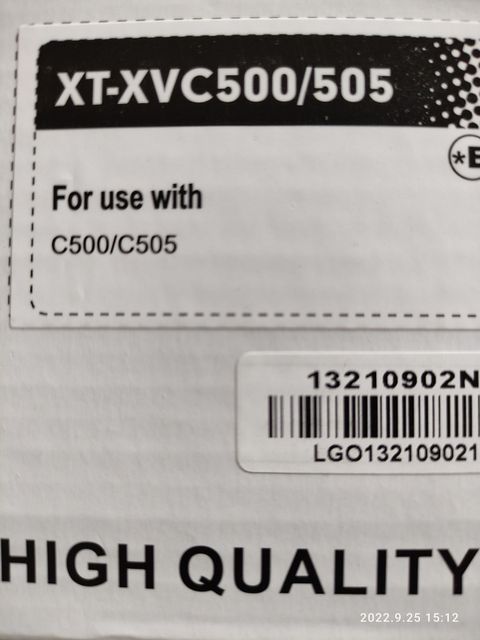 XT-XVC500/505
*B
For use with
C500/C505
13210902N
LGO132109021
HIGH QUALITY
2022.9.25 15:12